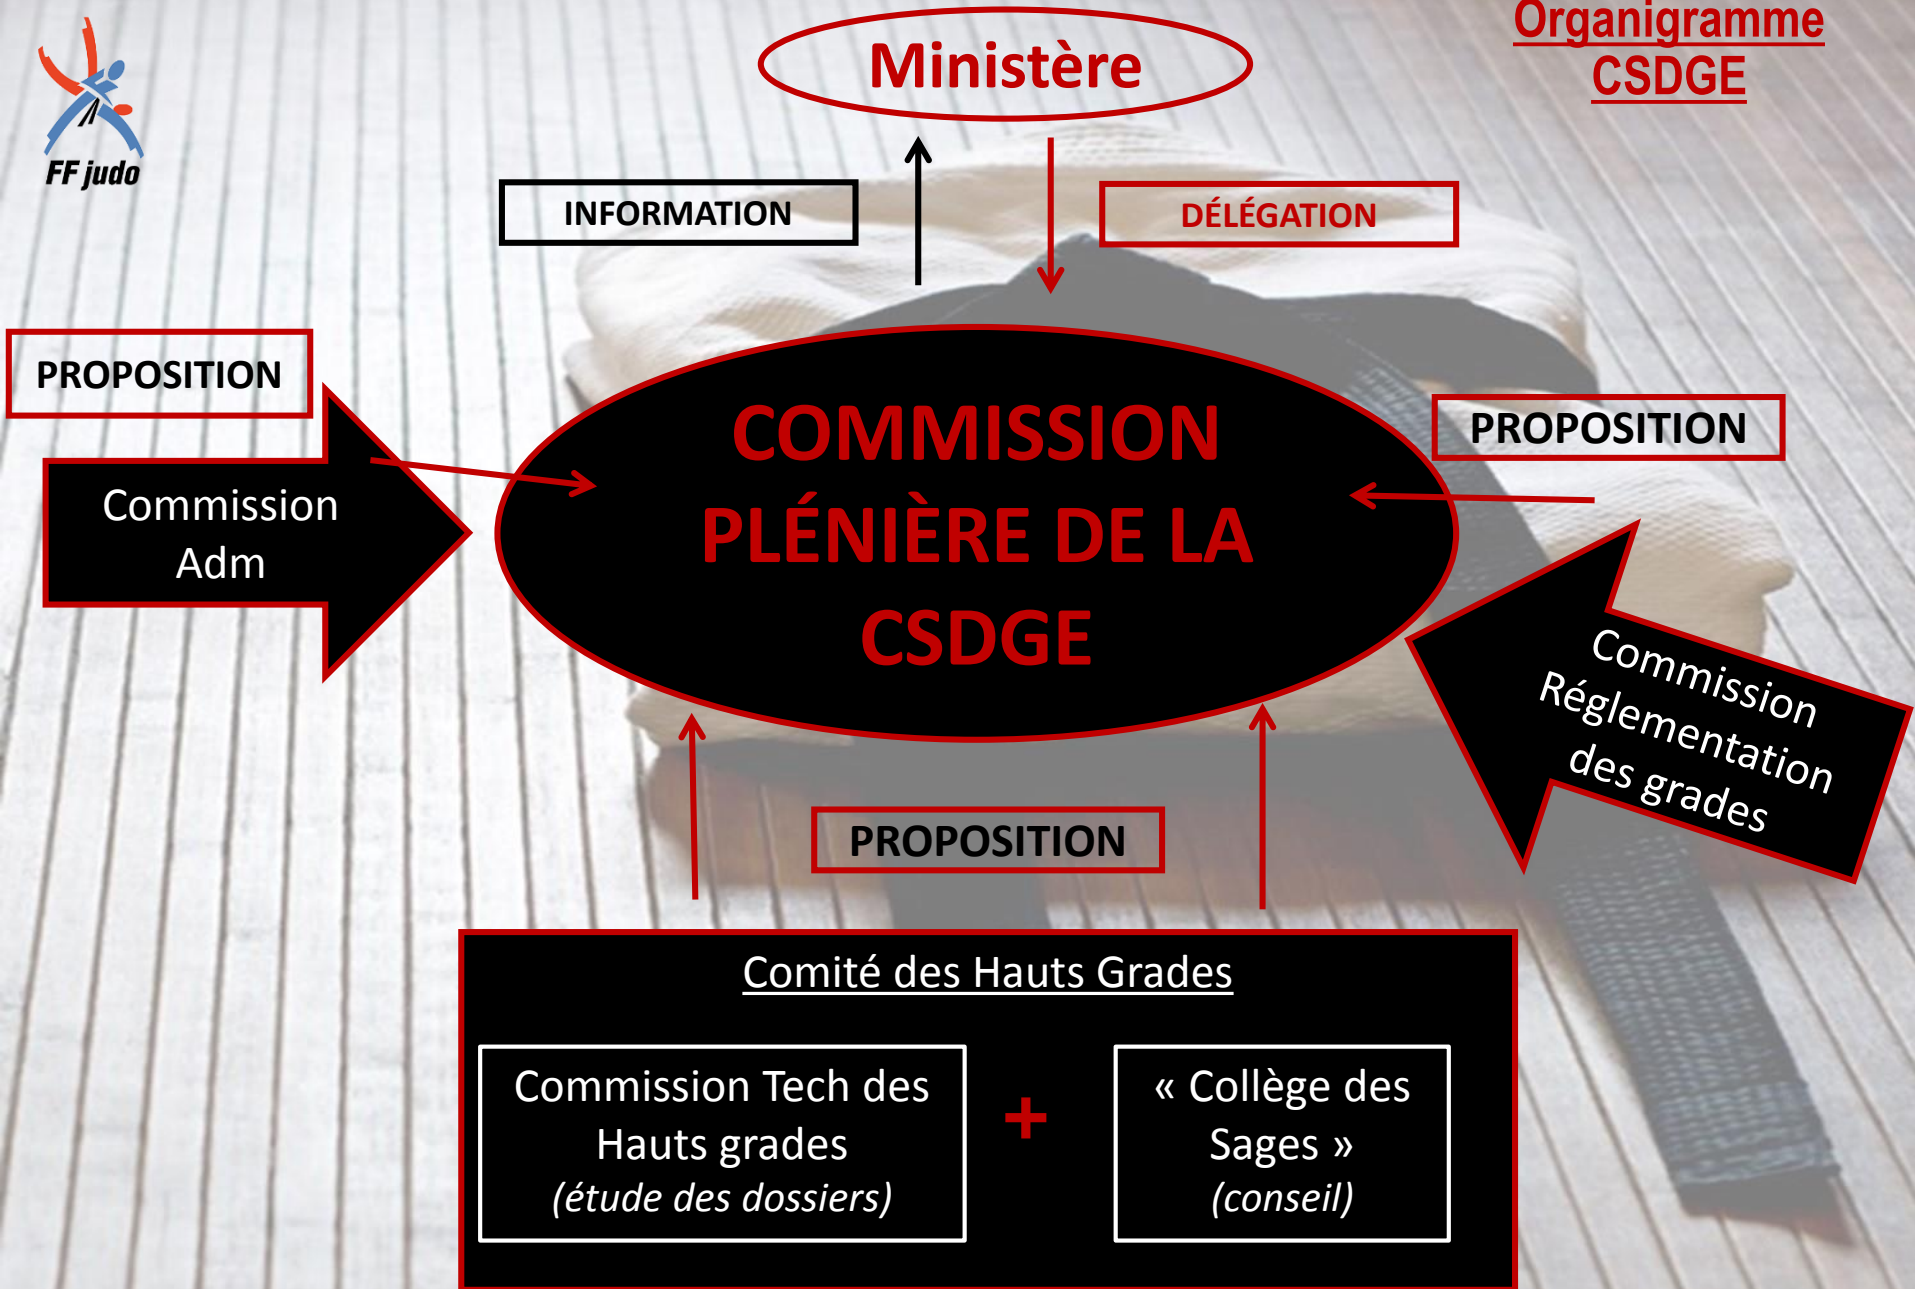 Organigramme
CSDGE
FF judo
Ministère
INFORMATION
DÉLÉGATION
PROPOSITION
Commission
Adm
COMMISSION
PLÉNIÈRE DE LA
CSDGE
PROPOSITION
Commission
Réglementation
des grades
PROPOSITION
Comité des Hauts Grades
Commission Tech des
Hauts grades
(étude des dossiers)
+
« Collège des
Sages »
(conseil)